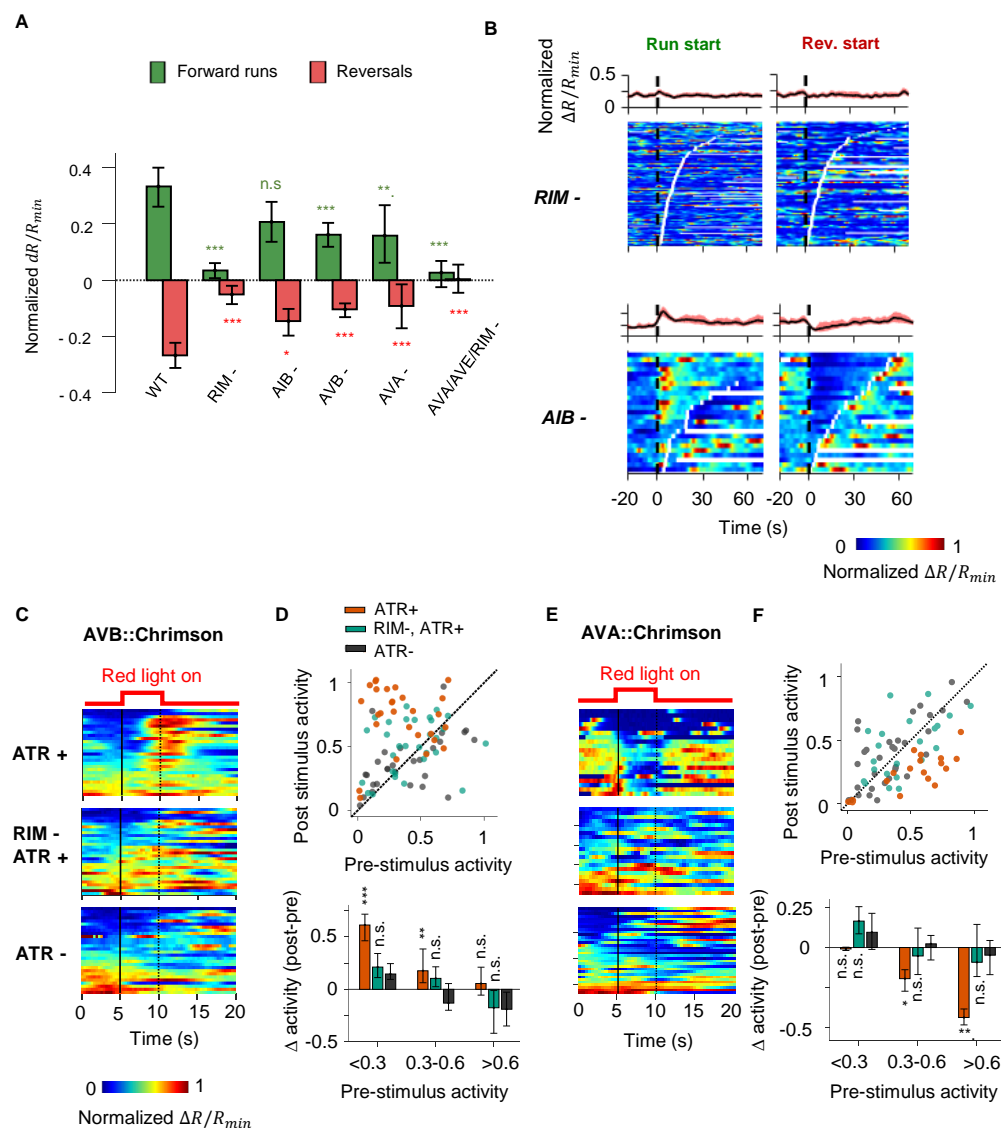 A
Forward runs
Reversals
Normalized dR/R_min
0.4
0.2
0
- 0.2
- 0.4
***
***
n.s
*
***
***
**.
***
***
***
WT
RIM -
AIB -
AVB -
AVA -
AVA/AVE/RIM -
B
Run start
Rev. start
Normalized
ΔR/R_min
0.5
0
RIM -
AIB -
-20 0 30 60
-20 0 30 60
Time (s)
0 1
Normalized ΔR/R_min
C
AVB::Chrimson
Red light on
ATR +
RIM -
ATR +
ATR -
0 5 10 15 20
Time (s)
0 1
Normalized ΔR/R_min
D
ATR+
RIM-, ATR+
ATR-
Post stimulus activity
1
0.5
0
0 0.5 1
Pre-stimulus activity
Δ activity (post-pre)
0.5
0
-0.5
***
n.s.
**
n.s.
n.s.
n.s.
<0.3 0.3-0.6 >0.6
Pre-stimulus activity
E
AVA::Chrimson
Red light on
0 5 10 15 20
Time (s)
F
Post stimulus activity
1
0.5
0
0 0.5 1
Pre-stimulus activity
Δ activity (post-pre)
0.25
0
-0.5
n.s.
n.s.
*
n.s.
**.
n.s.
<0.3 0.3-0.6 >0.6
Pre-stimulus activity